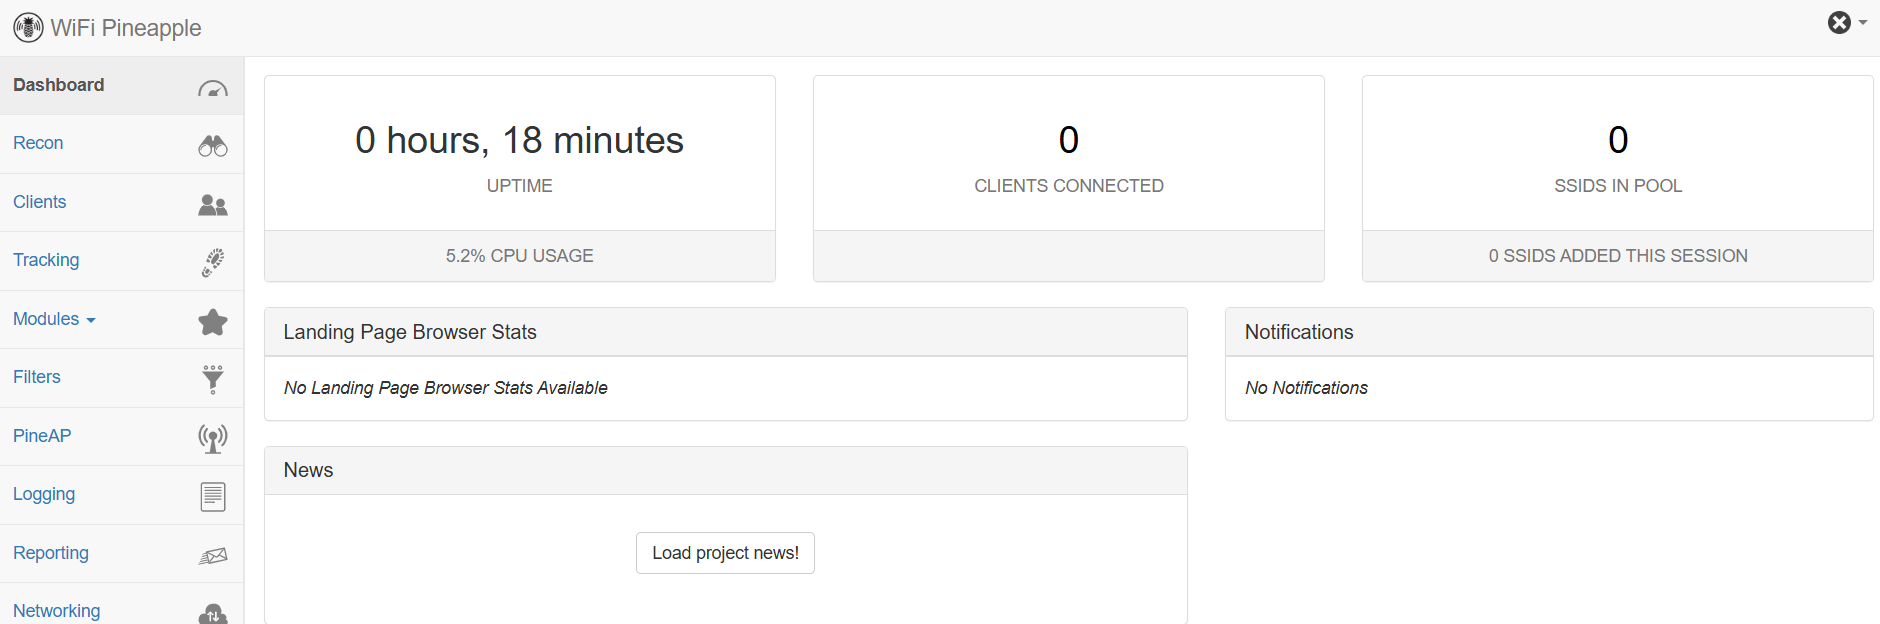 WiFi Pineapple
Dashboard
Recon
Clients
Tracking
Modules
Filters
PineAP
Logging
Reporting
Networking
0 hours, 18 minutes
UPTIME
5.2% CPU USAGE
0
CLIENTS CONNECTED
0
SSIDS IN POOL
0 SSIDS ADDED THIS SESSION
Landing Page Browser Stats
No Landing Page Browser Stats Available
Notifications
No Notifications
News
Load project news!